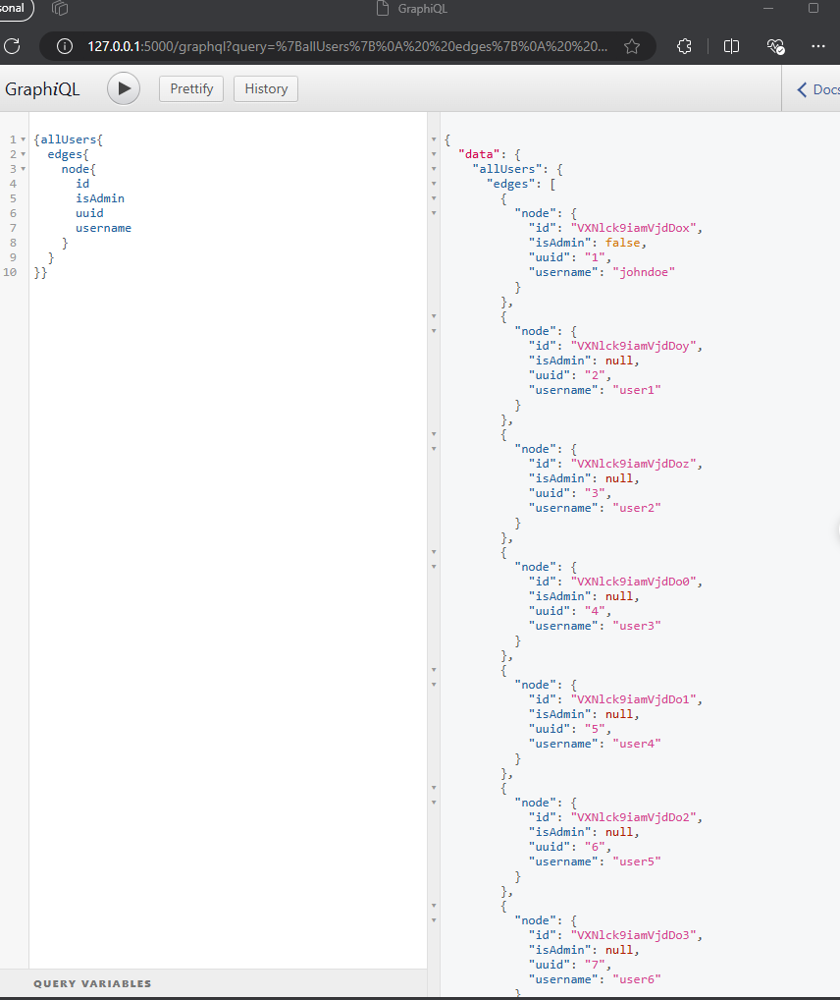 sonal
GraphiQL
127.0.0.1:5000/graphql?query=%7BallUsers%7B%0A%20%20edges%7B%0A%20%20...
GraphiQL
Prettify
History
Docs
1 {allUsers{
2 edges{
3 node{
4 id
5 isAdmin
6 uuid
7 username
8 }
9 }
10 }}
QUERY VARIABLES
{
"data": {
"allUsers": {
"edges": [
{
"node": {
"id": "VXNlck9iamVjdDox",
"isAdmin": false,
"uuid": "1",
"username": "johndoe"
}
},
{
"node": {
"id": "VXNlck9iamVjdDoy",
"isAdmin": null,
"uuid": "2",
"username": "user1"
}
},
{
"node": {
"id": "VXNlck9iamVjdDoz",
"isAdmin": null,
"uuid": "3",
"username": "user2"
}
},
{
"node": {
"id": "VXNlck9iamVjdDo0",
"isAdmin": null,
"uuid": "4",
"username": "user3"
}
},
{
"node": {
"id": "VXNlck9iamVjdDo1",
"isAdmin": null,
"uuid": "5",
"username": "user4"
}
},
{
"node": {
"id": "VXNlck9iamVjdDo2",
"isAdmin": null,
"uuid": "6",
"username": "user5"
}
},
{
"node": {
"id": "VXNlck9iamVjdDo3",
"isAdmin": null,
"uuid": "7",
"username": "user6"
}